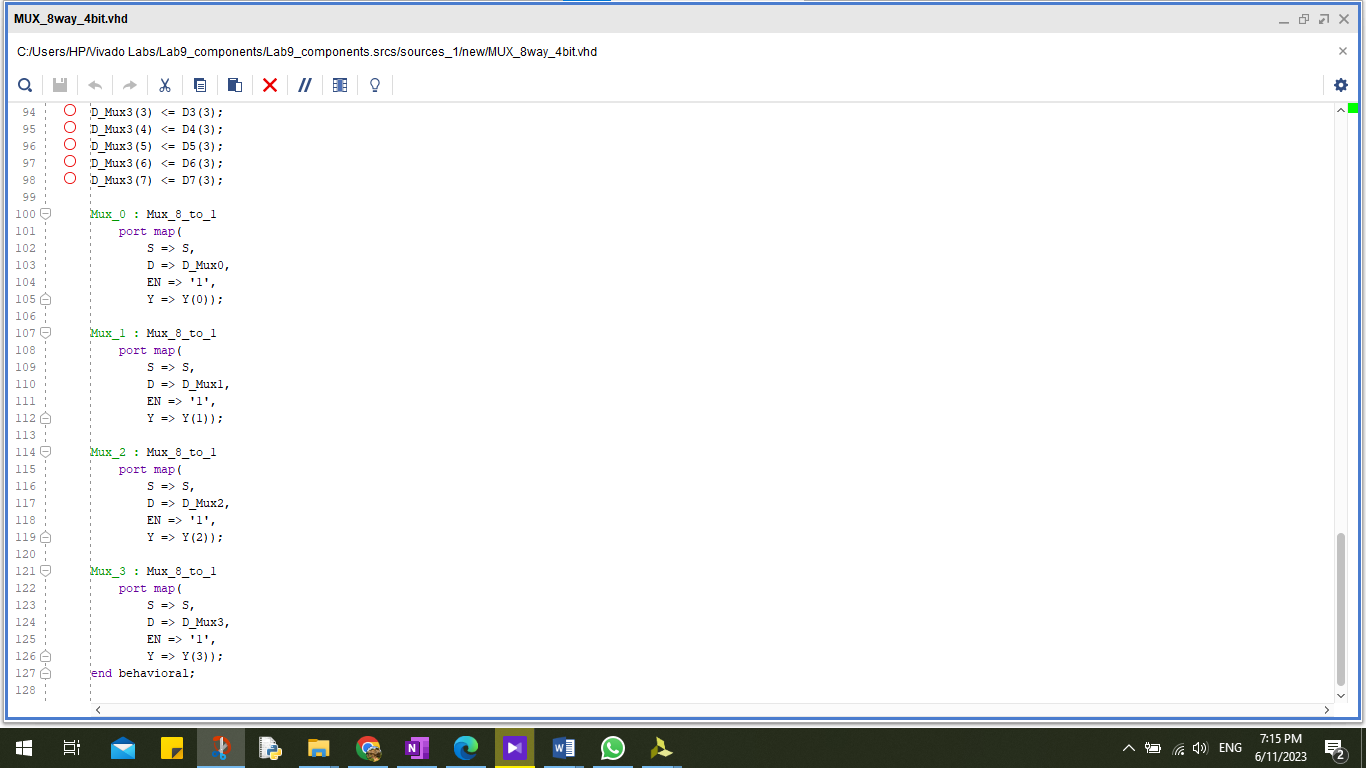 MUX_8way_4bit.vhd
C:/Users/HP/Vivado Labs/Lab9_components/Lab9_components.srcs/sources_1/new/MUX_8way_4bit.vhd
94 D_Mux3(3) <= D3(3);
95 D_Mux3(4) <= D4(3);
96 D_Mux3(5) <= D5(3);
97 D_Mux3(6) <= D6(3);
98 D_Mux3(7) <= D7(3);
99
100 Mux_0 : Mux_8_to_1
101 port map(
102 S => S,
103 D => D_Mux0,
104 EN => '1',
105 Y => Y(0));
106
107 Mux_1 : Mux_8_to_1
108 port map(
109 S => S,
110 D => D_Mux1,
111 EN => '1',
112 Y => Y(1));
113
114 Mux_2 : Mux_8_to_1
115 port map(
116 S => S,
117 D => D_Mux2,
118 EN => '1',
119 Y => Y(2));
120
121 Mux_3 : Mux_8_to_1
122 port map(
123 S => S,
124 D => D_Mux3,
125 EN => '1',
126 Y => Y(3));
127 end behavioral;
128
ENG
7:15 PM
6/11/2023
2